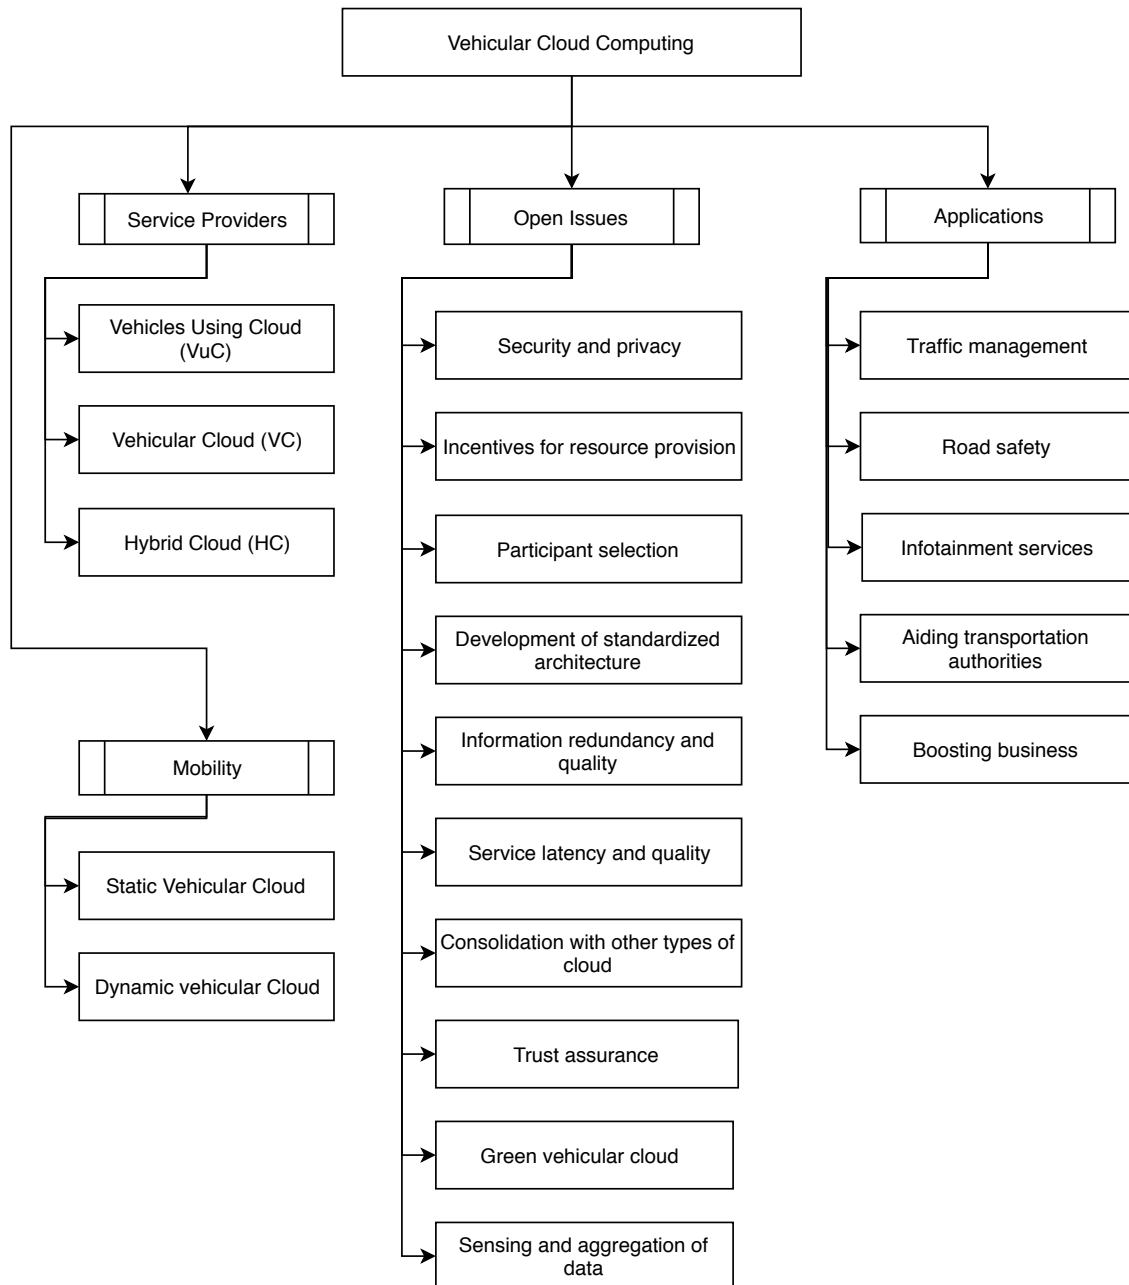 Vehicular Cloud Computing
Service Providers
Vehicles Using Cloud
(VuC)
Vehicular Cloud (VC)
Hybrid Cloud (HC)
Mobility
Static Vehicular Cloud
Dynamic vehicular Cloud
Open Issues
Security and privacy
Incentives for resource provision
Participant selection
Development of standardized
architecture
Information redundancy and
quality
Service latency and quality
Consolidation with other types of
cloud
Trust assurance
Green vehicular cloud
Sensing and aggregation of
data
Applications
Traffic management
Road safety
Infotainment services
Aiding transportation
authorities
Boosting business